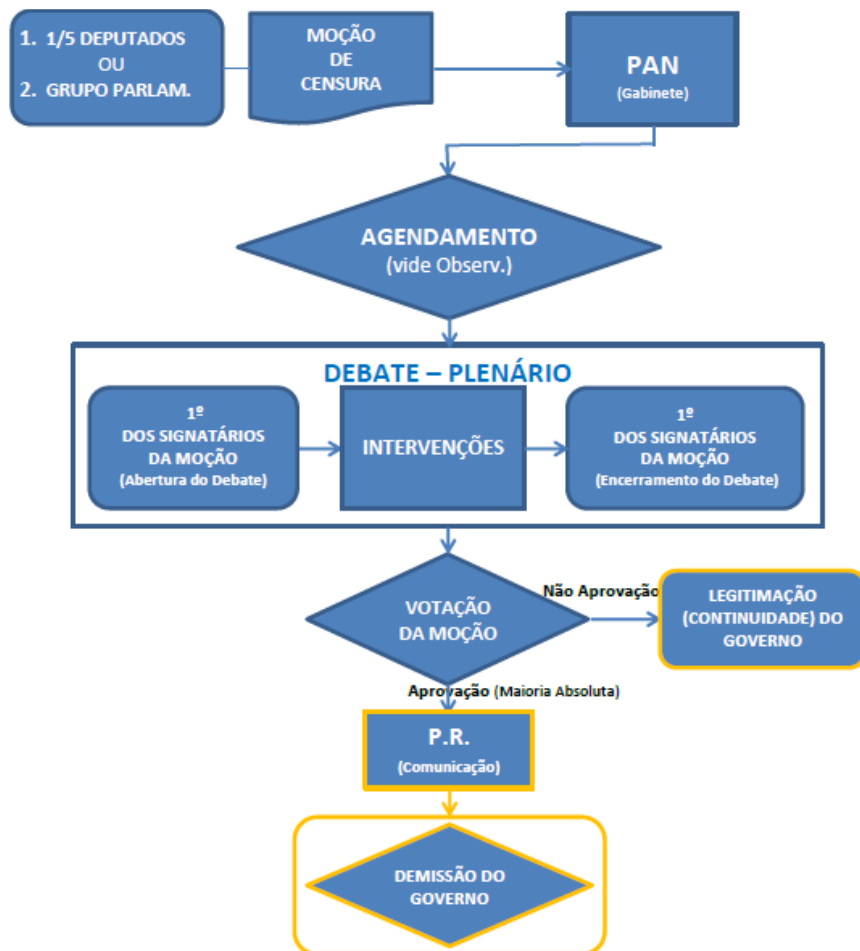 1. 1/5 DEPUTADOS
OU
2. GRUPO PARLAM.
MOÇÃO
DE
CENSURA
PAN
(Gabinete)
AGENDAMENTO
(vide Observ.)
DEBATE – PLENÁRIO
1º
DOS SIGNATÁRIOS
DA MOÇÃO
(Abertura do Debate)
INTERVENÇÕES
1º
DOS SIGNATÁRIOS
DA MOÇÃO
(Encerramento do Debate)
VOTAÇÃO
DA MOÇÃO
Não Aprovação
LEGITIMAÇÃO
(CONTINUIDADE) DO
GOVERNO
Aprovação (Maioria Absoluta)
P.R.
(Comunicação)
DEMISSÃO DO
GOVERNO